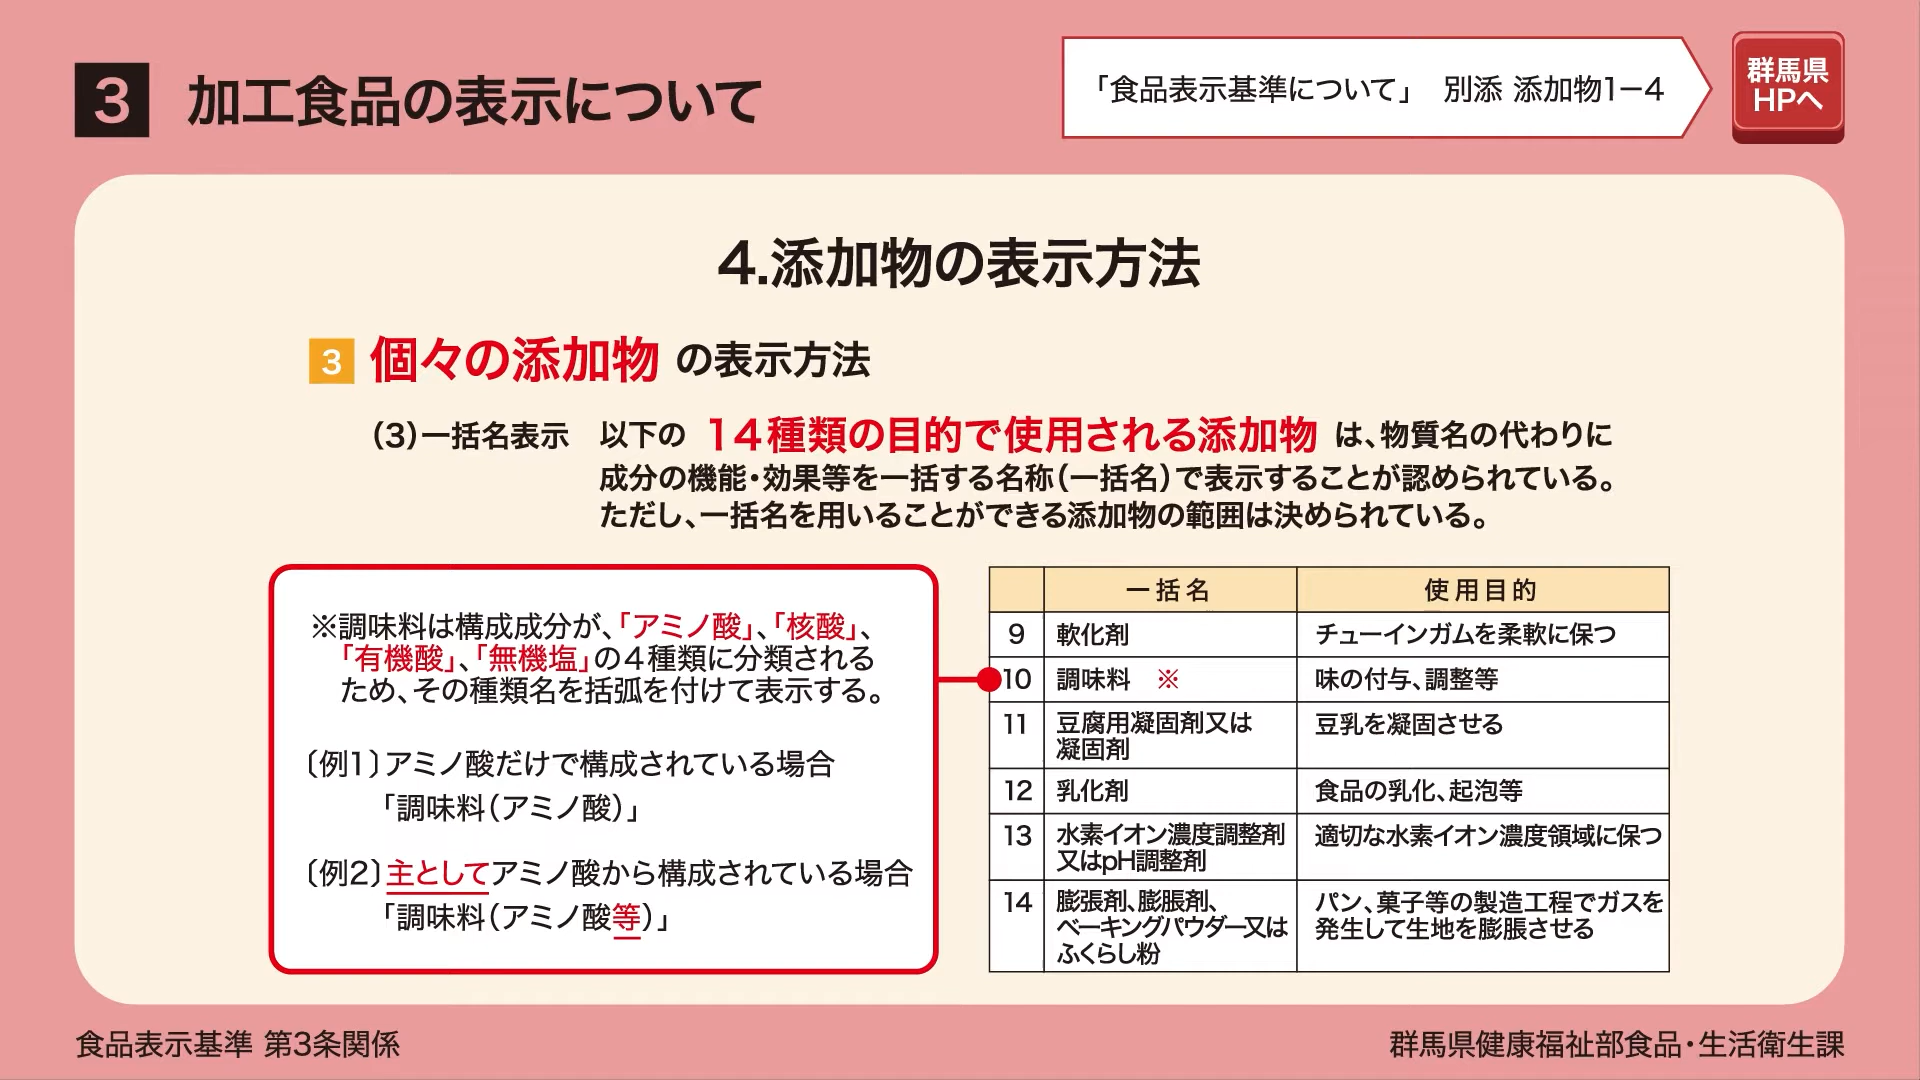 3 加工食品の表示について
「食品表示基準について」 別添 添加物1−4
群馬県
HPへ
4.添加物の表示方法
3 個々の添加物 の表示方法
(3)一括名表示 以下の 14種類の目的で使用される添加物 は、物質名の代わりに
成分の機能・効果等を一括する名称(一括名)で表示することが認められている。
ただし、一括名を用いることができる添加物の範囲は決められている。
※調味料は構成成分が、「アミノ酸」、「核酸」、
「有機酸」、「無機塩」の4種類に分類される
ため、その種類名を括弧を付けて表示する。
〔例1〕アミノ酸だけで構成されている場合
「調味料(アミノ酸)」
〔例2〕主としてアミノ酸から構成されている場合
「調味料(アミノ酸等)」
一括名 使用目的
9 軟化剤 チューインガムを柔軟に保つ
10 調味料 ※ 味の付与、調整等
11 豆腐用凝固剤又は 豆乳を凝固させる
凝固剤
12 乳化剤 食品の乳化、起泡等
13 水素イオン濃度調整剤 適切な水素イオン濃度領域に保つ
又はpH調整剤
14 膨張剤、膨脹剤、 パン、菓子等の製造工程でガスを
ベーキングパウダー又は 発生して生地を膨脹させる
ふくらし粉
食品表示基準 第3条関係
群馬県健康福祉部食品・生活衛生課